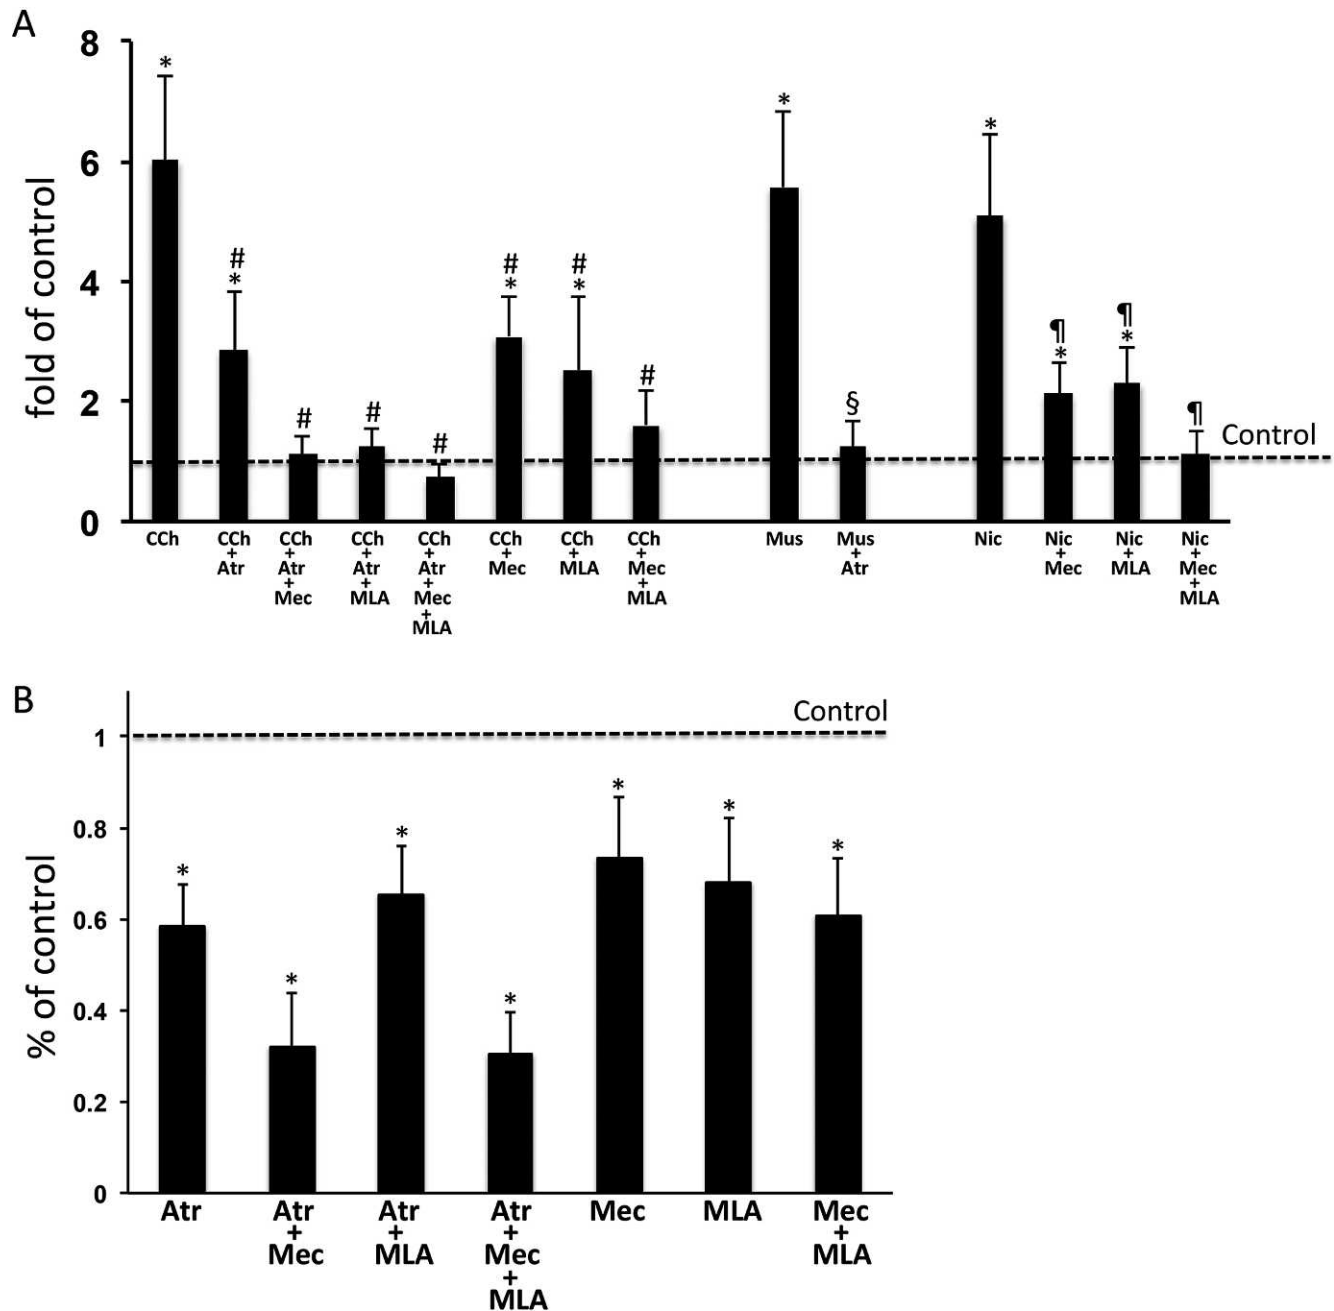 A
8
6
4
2
0
fold of control
*
#
*
#
#
#
#
*
#
*
#
*
§
*
¶
*
¶
*
¶
Control
CCh
CCh
+
Atr
CCh
+
Atr
+
Mec
CCh
+
Atr
+
MLA
CCh
+
Atr
+
Mec
+
MLA
CCh
+
Mec
CCh
+
MLA
CCh
+
Mec
+
MLA
Mus
Mus
+
Atr
Nic
Nic
+
Mec
Nic
+
MLA
Nic
+
Mec
+
MLA
B
1
0.8
0.6
0.4
0.2
0
% of control
Control
*
*
*
*
*
*
*
Atr
Atr
+
Mec
Atr
+
MLA
Atr
+
Mec
+
MLA
Mec
MLA
Mec
+
MLA